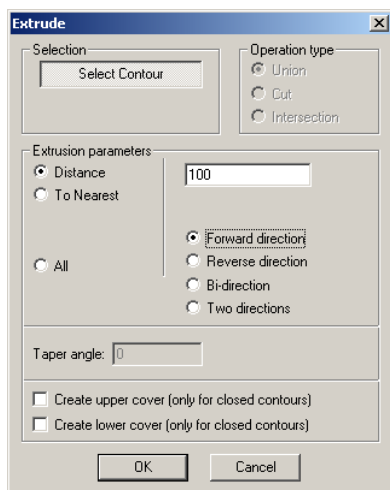 Extrude
Selection
Select Contour
Operation type
Union
Cut
Intersection
Extrusion parameters
Distance
100
To Nearest
Forward direction
All
Reverse direction
Bi-direction
Two directions
Taper angle: 0
Create upper cover (only for closed contours)
Create lower cover (only for closed contours)
OK Cancel